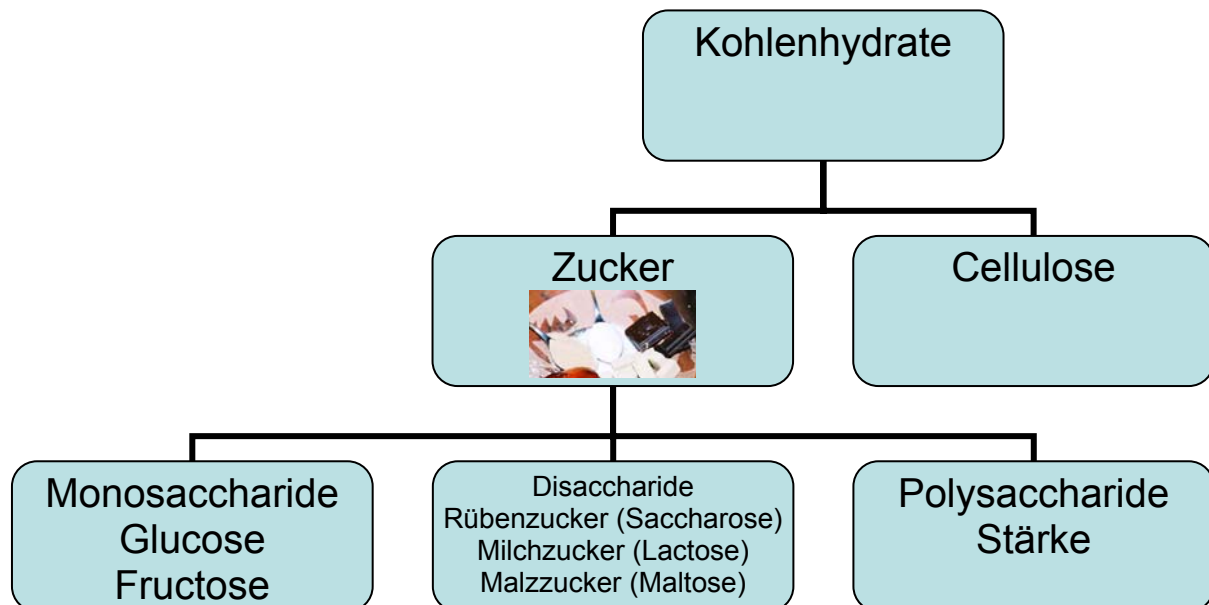 Kohlenhydrate
Zucker
Cellulose
Monosaccharide
Glucose
Fructose
Disaccharide
Rübenzucker (Saccharose)
Milchzucker (Lactose)
Malzzucker (Maltose)
Polysaccharide
Stärke